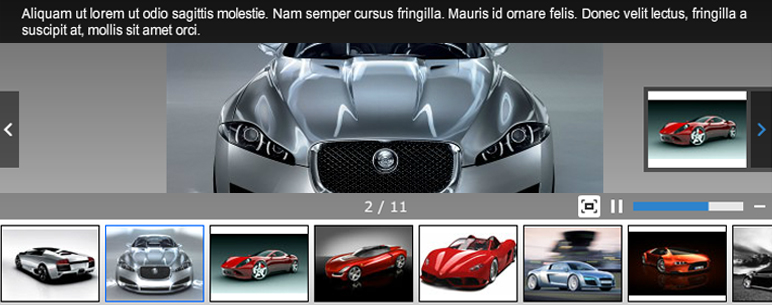 Aliquam ut lorem ut odio sagittis molestie. Nam semper cursus fringilla. Mauris id ornare felis. Donec velit lectus, fringilla a
suscipit at, mollis sit amet orci.
2 / 11